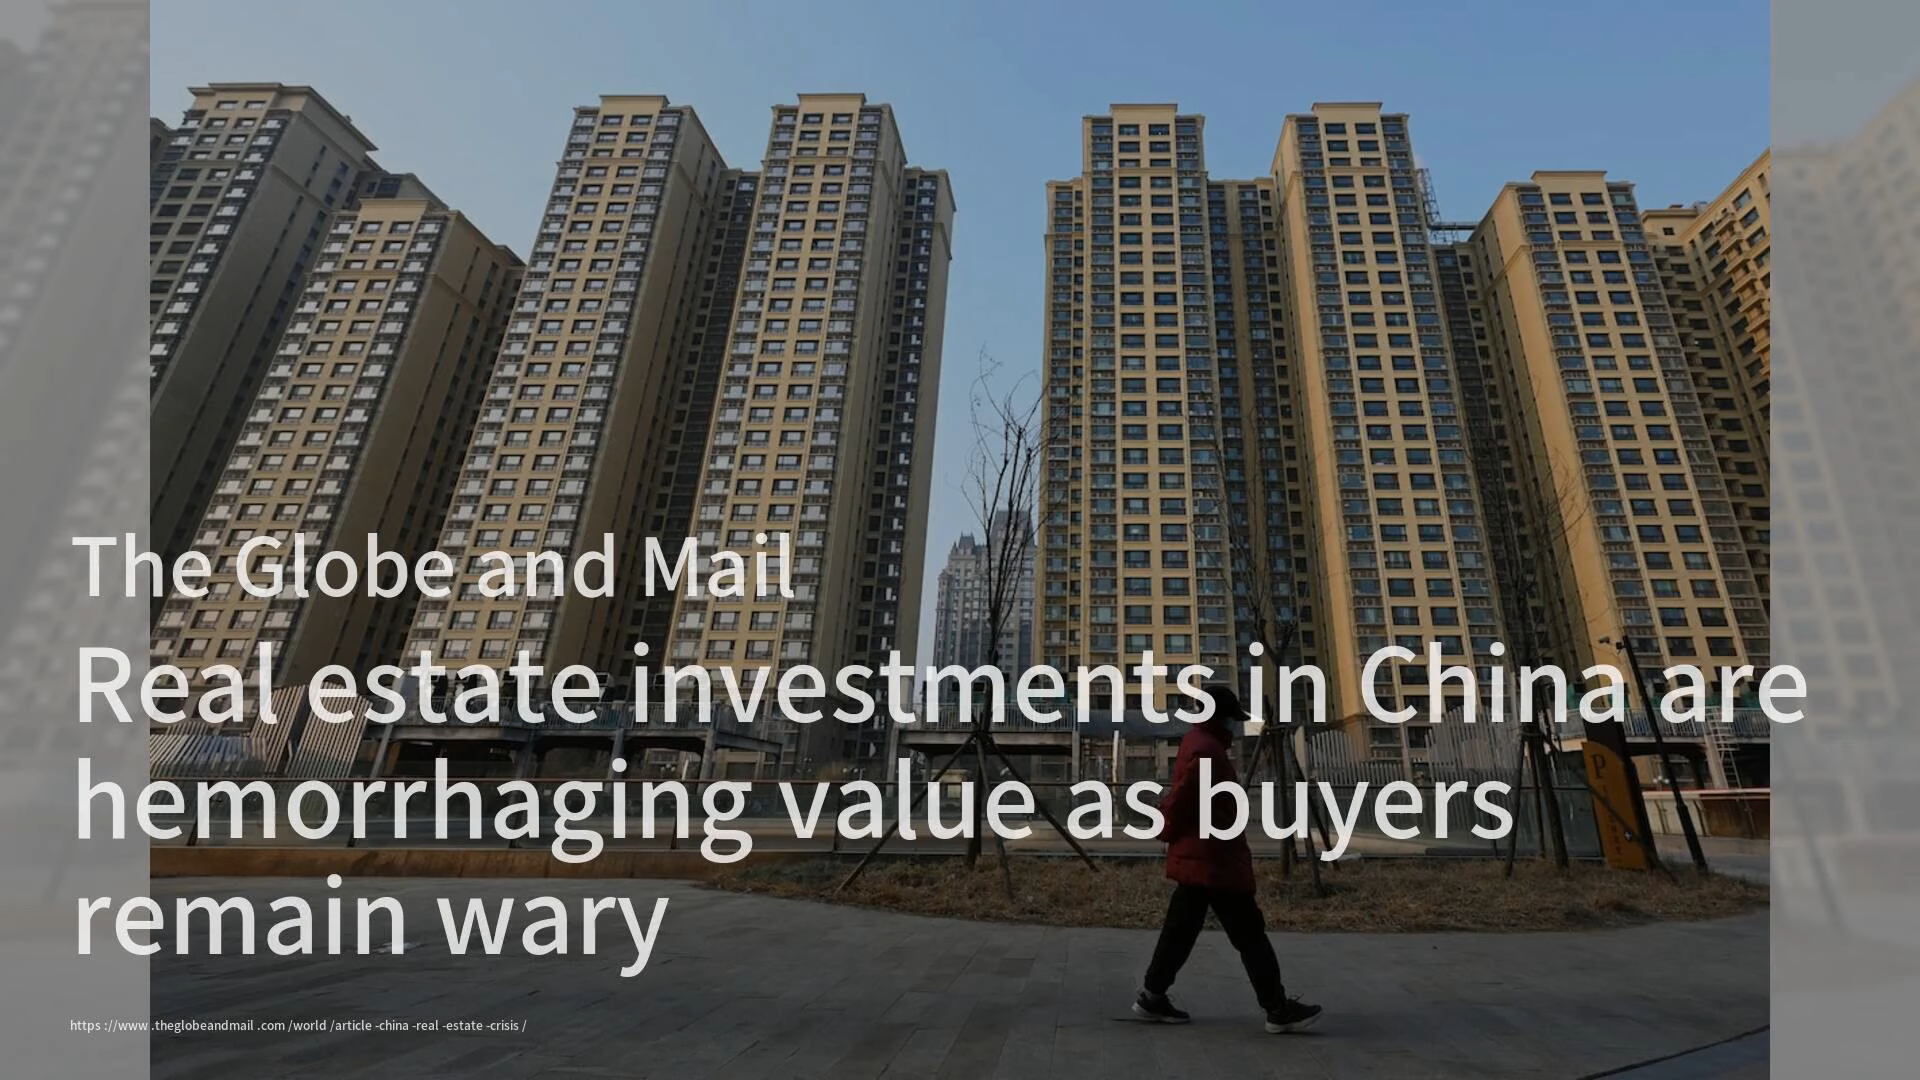 The Globe and Mail
Real estate investments in China are
hemorrhaging value as buyers
remain wary
https ://www .theglobeandmail .com /world /article -china -real -estate -crisis /